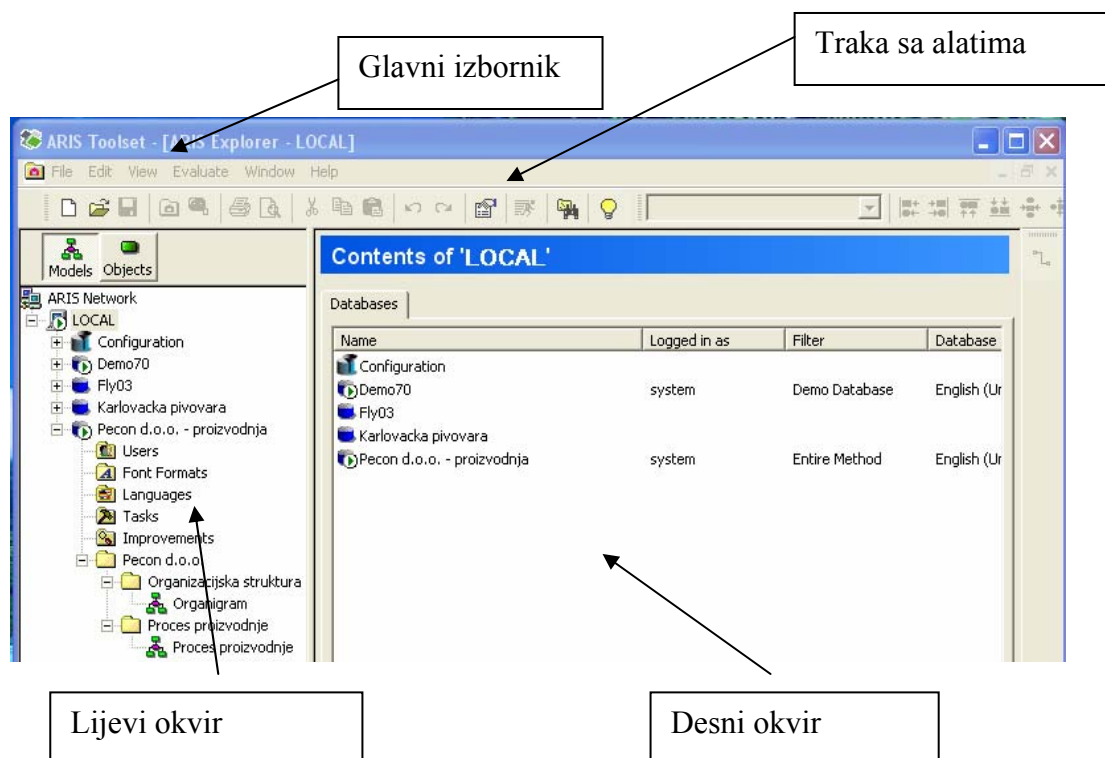 Traka sa alatima
Glavni izbornik
ARIS Toolset - [ARIS Explorer - LOCAL]
File Edit View Evaluate Window Help
Models Objects
Contents of 'LOCAL'
ARIS Network
LOCAL
Configuration
Demo70
Fly03
Karlovacka pivovara
Pecon d.o.o. - proizvodnja
Users
Font Formats
Languages
Tasks
Improvements
Pecon d.o.o
Organizacijska struktura
Organigram
Proces proizvodnje
Proces proizvodnje
Databases
Name Logged in as Filter Database
Configuration
Demo70 system Demo Database English (Ur
Fly03
Karlovacka pivovara
Pecon d.o.o. - proizvodnja system Entire Method English (Ur
Lijevi okvir
Desni okvir